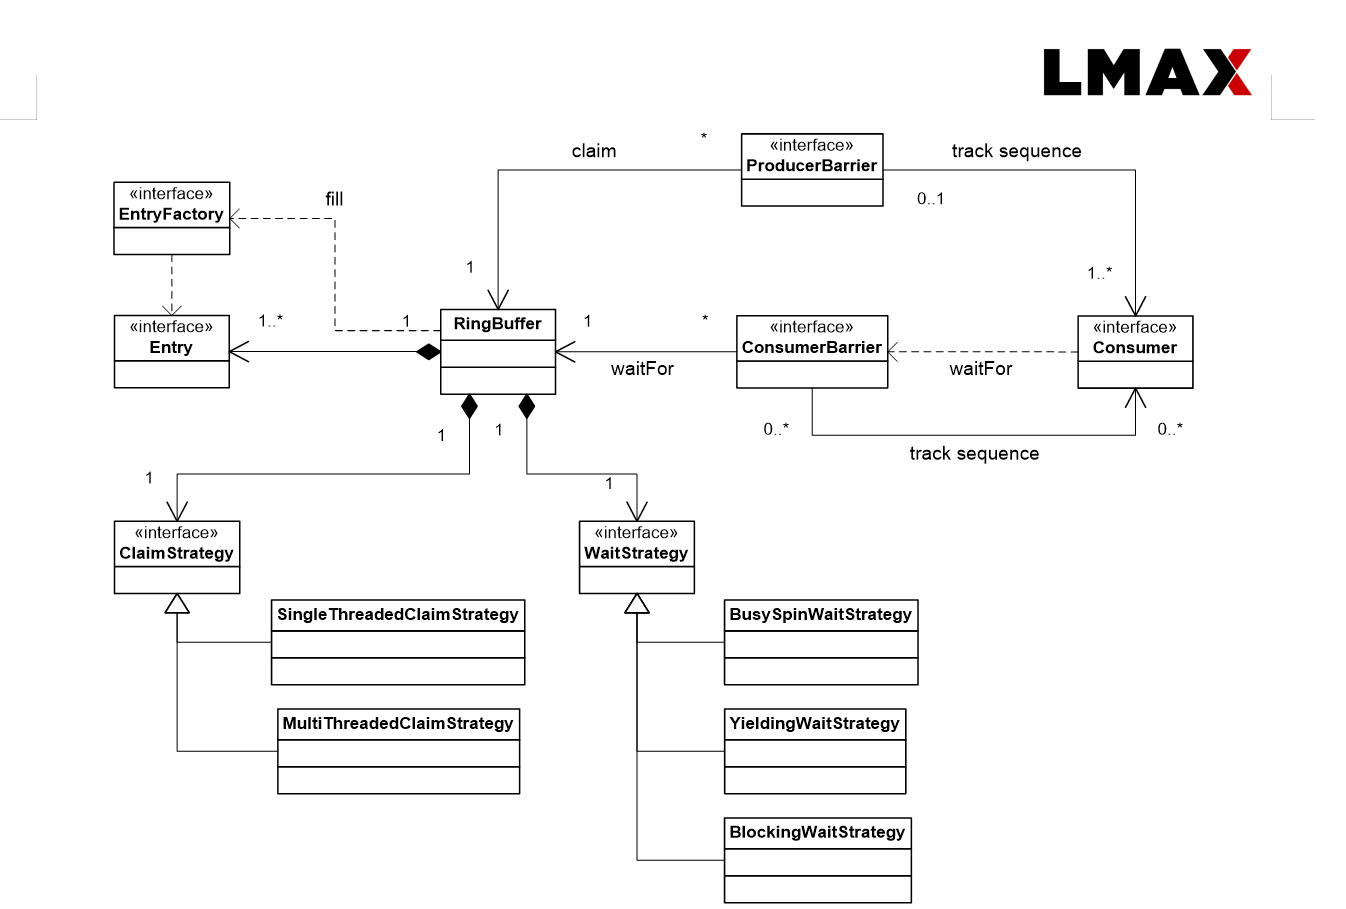 LMAX
*
«interface»
ProducerBarrier
claim
track sequence
0..1
«interface»
EntryFactory
fill
1
1..*
«interface»
Entry
1..*
1
RingBuffer
1
*
«interface»
ConsumerBarrier
waitFor
waitFor
«interface»
Consumer
0..*
0..*
track sequence
1
1
1
1
«interface»
ClaimStrategy
«interface»
WaitStrategy
SingleThreadedClaimStrategy
BusySpinWaitStrategy
MultiThreadedClaimStrategy
YieldingWaitStrategy
BlockingWaitStrategy